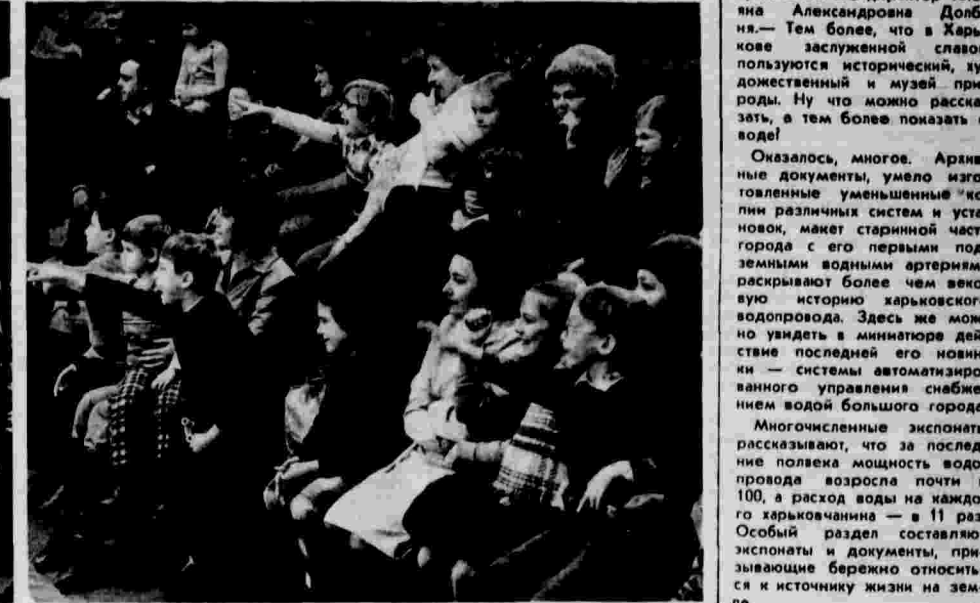 яна Александровна Долб
ня.— Тем более, что в Харь
кове заслуженной славо
пользуются исторический, ху
дожественный и музей при
роды. Ну что можно расска
зать, а тем более показать о
воде?
Оказалось, многое. Архив
ные документы, умело изго
товленные уменьшенные ко
пии различных систем и уста
новок, макет старинной част
города с его первыми под
земными водными артериям
раскрывают более чем веко
вую историю харьковског
водопровода. Здесь же мож
но увидеть в миниатюре дей
ствие последней его новин
ки — системы автоматизиро
ванного управления снабже
нием водой большого города
Многочисленные экспонаты
рассказывают, что за послед
ние полвека мощность водо
провода возросла почти в
100, а расход воды на каждо
го харьковчанина — в 11 раз
Особый раздел составляю
экспонаты и документы, при
зывающие бережно относить
ся к источнику жизни на зем